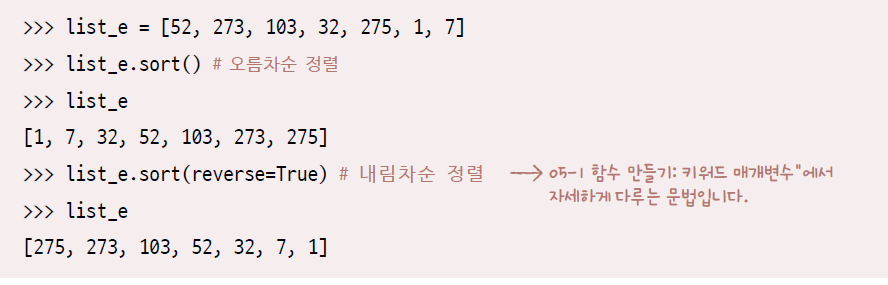 >>> list_e = [52, 273, 103, 32, 275, 1, 7]
>>> list_e.sort() # 오름차순 정렬
>>> list_e
[1, 7, 32, 52, 103, 273, 275]
>>> list_e.sort(reverse=True) # 내림차순 정렬 → 05-1 함수 만들기: 키워드 매개변수"에서
자세하게 다루는 문법입니다.
>>> list_e
[275, 273, 103, 52, 32, 7, 1]